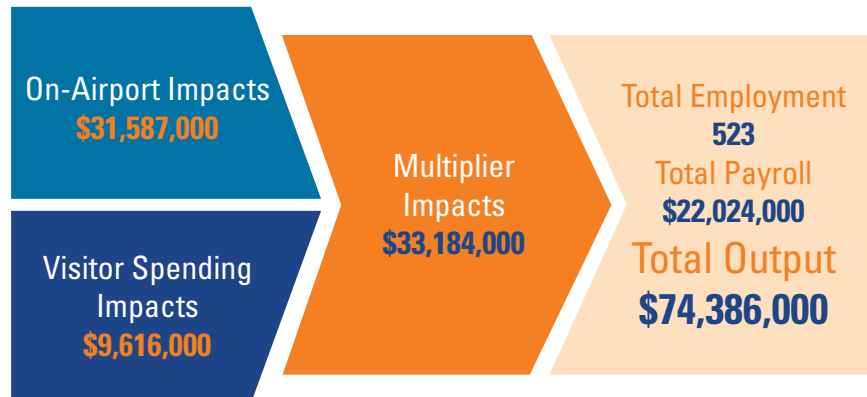 On-Airport Impacts
$31,587,000
Visitor Spending
Impacts
$9,616,000
Multiplier
Impacts
$33,184,000
Total Employment
523
Total Payroll
$22,024,000
Total Output
$74,386,000